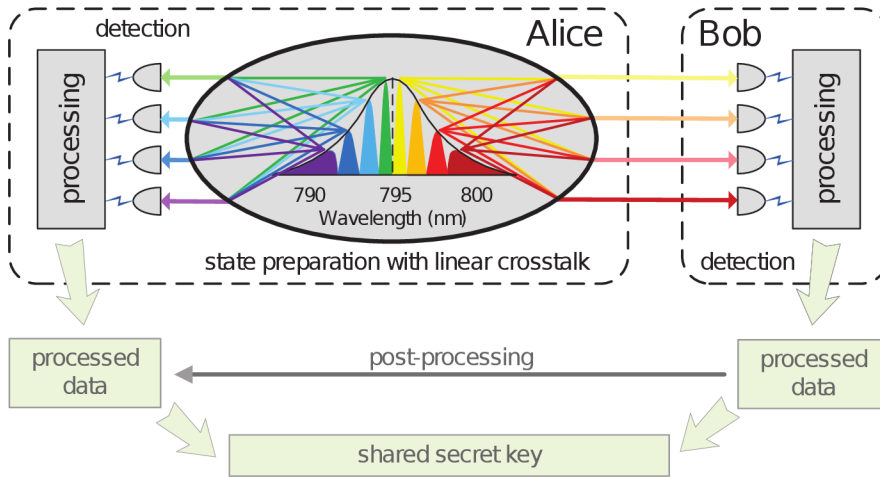 detection
Alice
Bob
processing
processing
790 795 800
Wavelength (nm)
state preparation with linear crosstalk
detection
processed
data
post-processing
processed
data
shared secret key